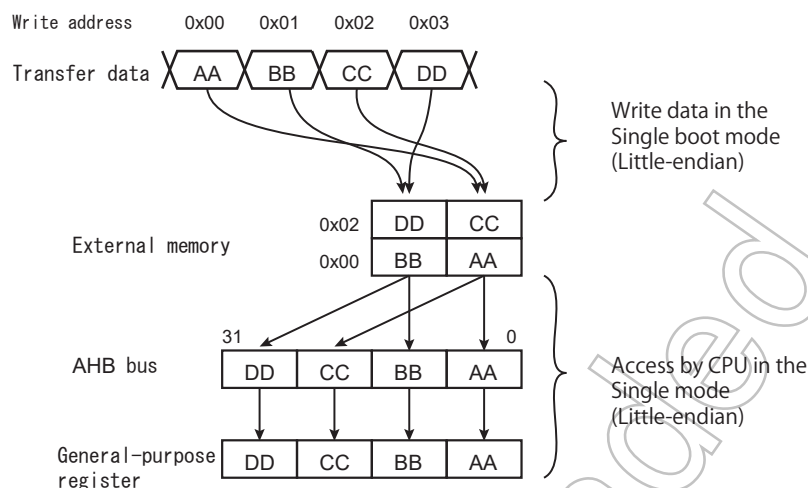 Write address 0x00 0x01 0x02 0x03
Transfer data AA BB CC DD
Write data in the
Single boot mode
(Little-endian)
0x02 DD CC
External memory
0x00 BB AA
31 0
AHB bus DD CC BB AA
Access by CPU in the
Single mode
(Little-endian)
General-purpose
register DD CC BB AA